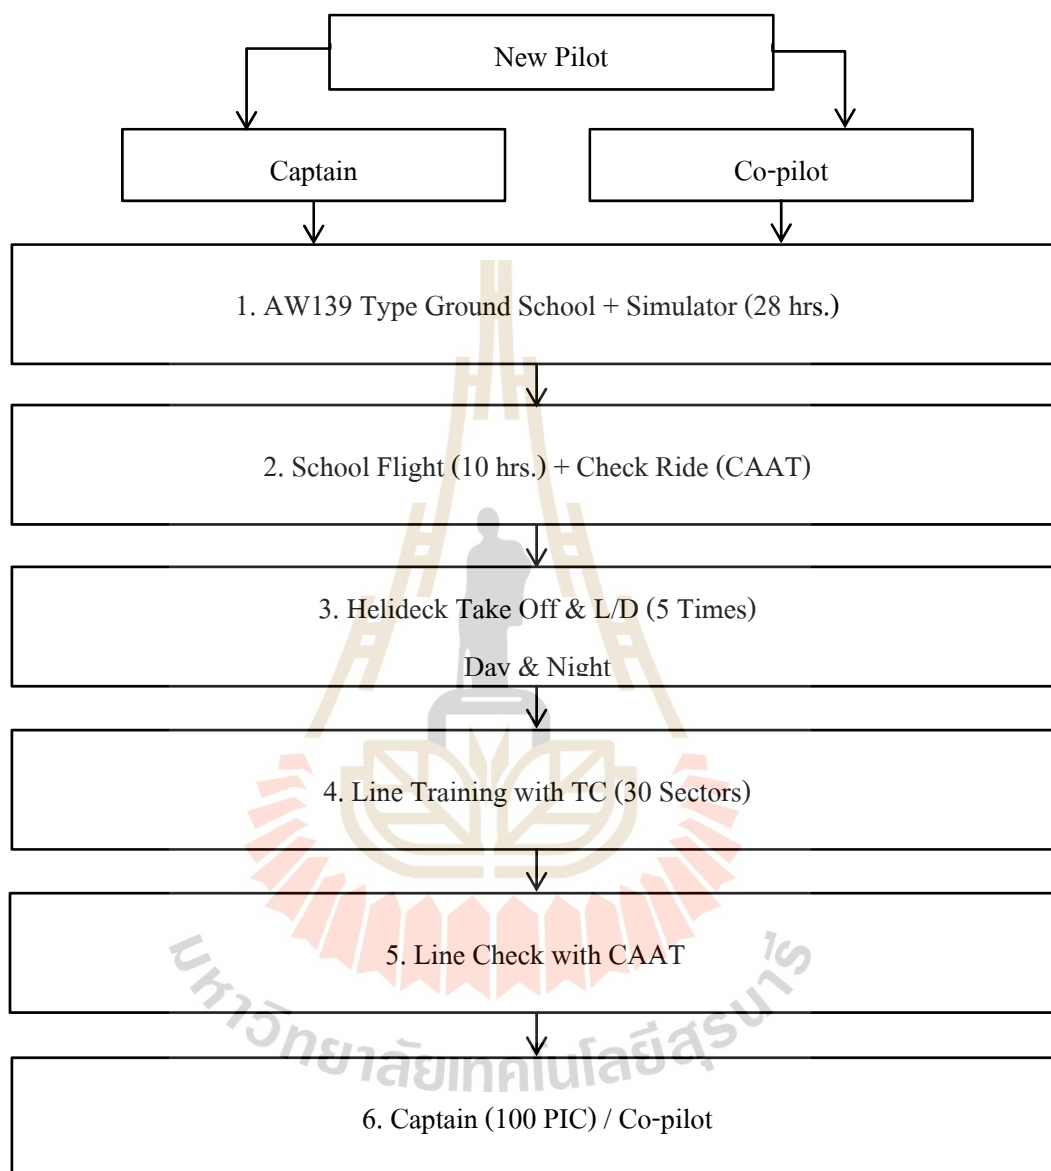 New Pilot
Captain
Co-pilot
1. AW139 Type Ground School + Simulator (28 hrs.)
2. School Flight (10 hrs.) + Check Ride (CAAT)
3. Helideck Take Off & L/D (5 Times)
Day & Night
4. Line Training with TC (30 Sectors)
5. Line Check with CAAT
มหาวิทยาลัยเทคโนโลยีสุรนารี
6. Captain (100 PIC) / Co-pilot